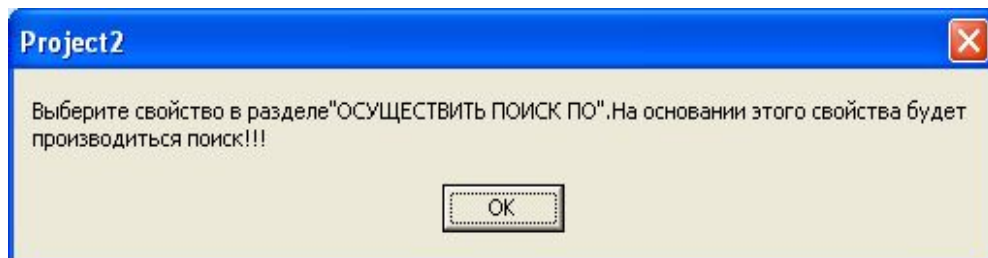 Project2
Выберите свойство в разделе"ОСУЩЕСТВИТЬ ПОИСК ПО".На основании этого свойства будет
производиться поиск!!!
OK